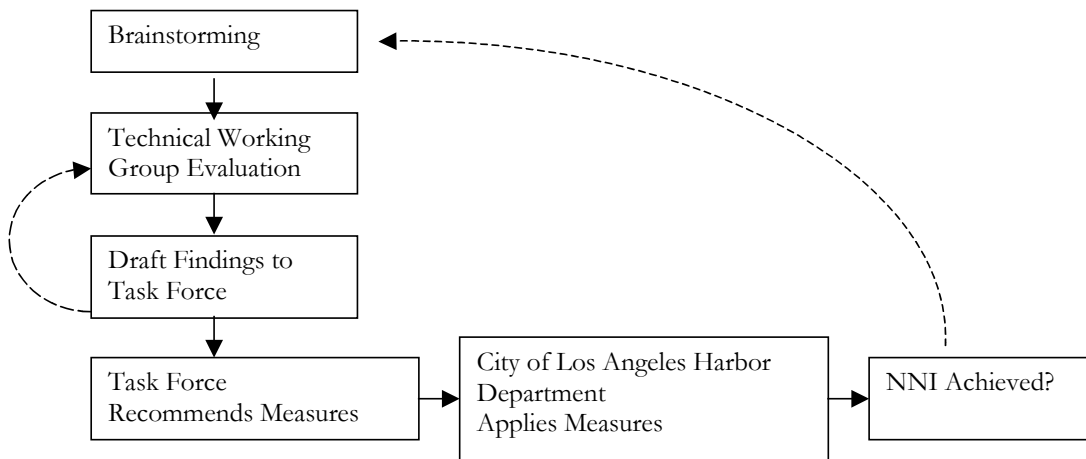 Brainstorming
Technical Working
Group Evaluation
Draft Findings to
Task Force
Task Force
Recommends Measures
City of Los Angeles Harbor
Department
Applies Measures
NNI Achieved?